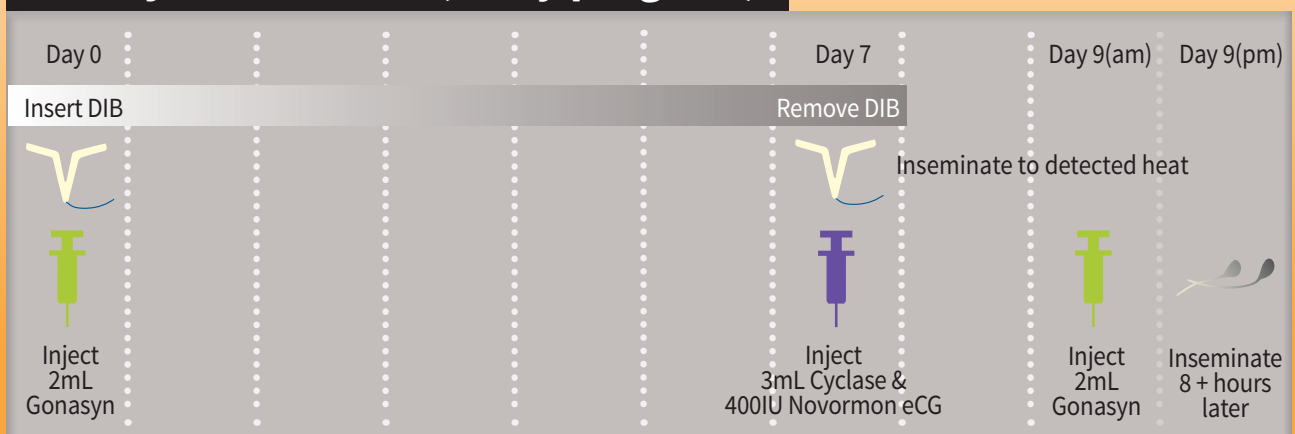 Day 0
Day 7
Day 9(am)
Day 9(pm)
Insert DIB
Remove DIB
Inseminate to detected heat
Inject
2mL
Gonasyn
Inject
3mL Cyclase &
400IU Novormon eCG
Inject
2mL
Gonasyn
Inseminate
8 + hours
later